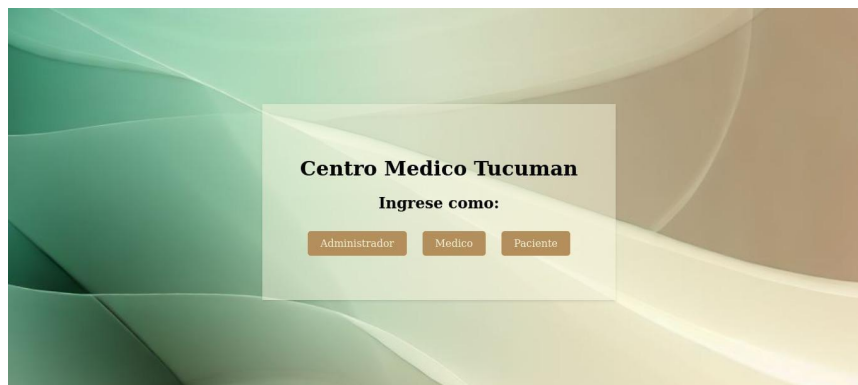 Centro Medico Tucuman
Ingrese como:
Administrador Medico Paciente